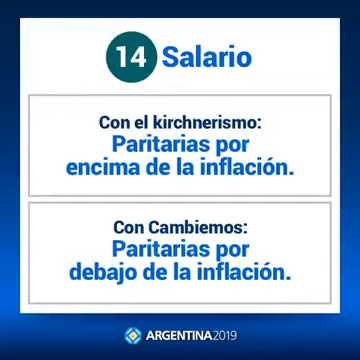 14 Salario
Con el kirchnerismo:
Paritarias por
encima de la inflación.
Con Cambiemos:
Paritarias por
debajo de la inflación.
ARGENTINA2019